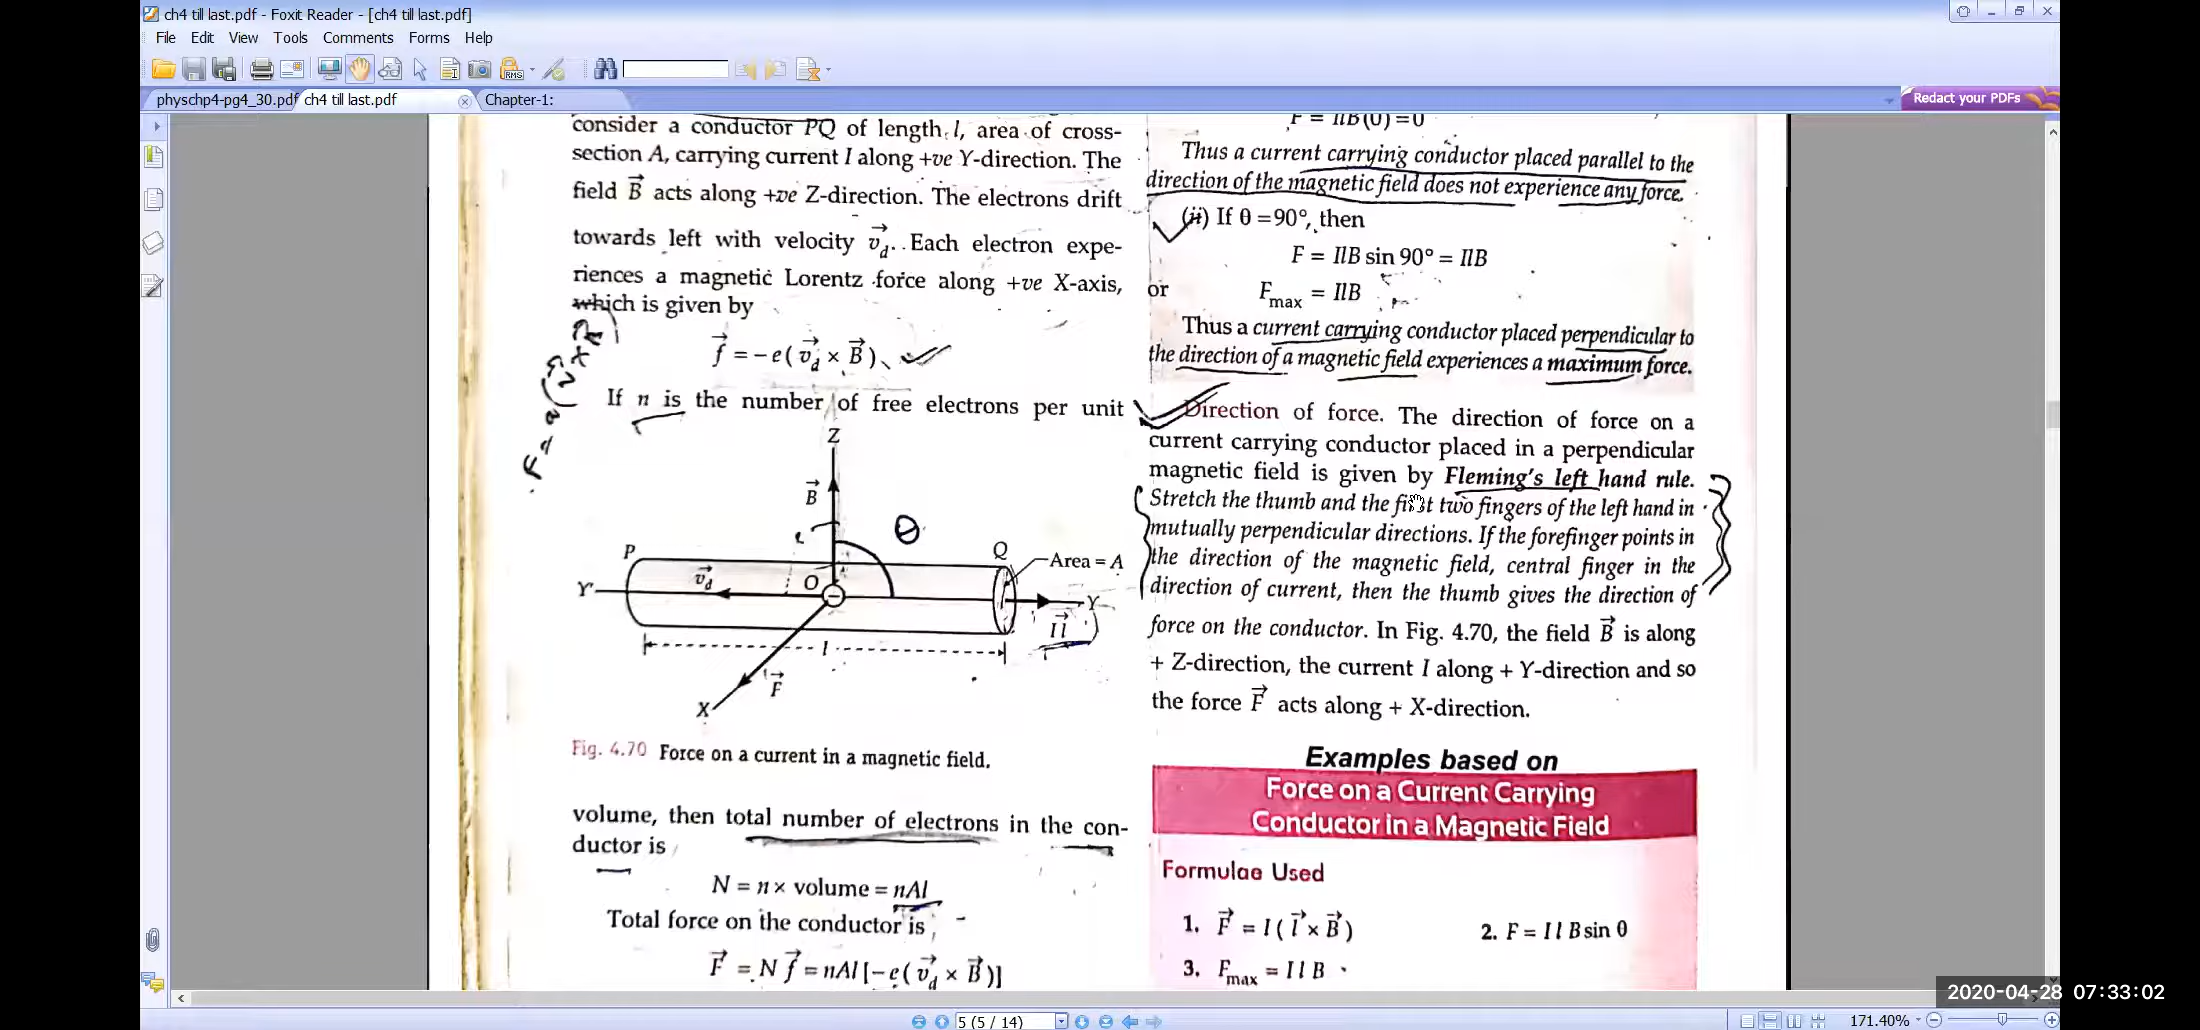 ch4 till last.pdf - Foxit Reader - [ch4 till last.pdf]
File Edit View Tools Comments Forms Help
physchp4-pg4_30.pdf ch4 till last.pdf Chapter-1:
Redact your PDFs
consider a conductor PQ of length l, area of cross-
section A, carrying current I along +ve Y-direction. The
field B⃗ acts along +ve Z-direction. The electrons drift
towards left with velocity v⃗d. Each electron expe-
riences a magnetic Lorentz force along +ve X-axis,
which is given by
f⃗ = −e(v⃗d × B⃗)
If n is the number of free electrons per unit
Z
B⃗
θ
P
Q
Area = A
v⃗d
O
Y
−
Y
Il⃗
l
F⃗
X
Fig. 4.70 Force on a current in a magnetic field.
volume, then total number of electrons in the con-
ductor is
N = n × volume = nAl
Total force on the conductor is
F⃗ = N f⃗ = nAl [−e(v⃗d × B⃗)]
F = IlB(0) = 0
Thus a current carrying conductor placed parallel to the
direction of the magnetic field does not experience any force.
(ii) If θ = 90°, then
F = IlB sin 90° = IlB
or Fmax = IlB
Thus a current carrying conductor placed perpendicular to
the direction of a magnetic field experiences a maximum force.
Direction of force. The direction of force on a
current carrying conductor placed in a perpendicular
magnetic field is given by Fleming's left hand rule.
Stretch the thumb and the first two fingers of the left hand in
mutually perpendicular directions. If the forefinger points in
the direction of the magnetic field, central finger in the
direction of current, then the thumb gives the direction of
force on the conductor. In Fig. 4.70, the field B⃗ is along
+ Z-direction, the current I along + Y-direction and so
the force F⃗ acts along + X-direction.
Examples based on
Force on a Current Carrying
Conductor in a Magnetic Field
Formulae Used
1. F⃗ = I(l⃗ × B⃗) 2. F = I l B sin θ
3. Fmax = I l B
2020-04-28 07:33:02
5 (5 / 14)
171.40%